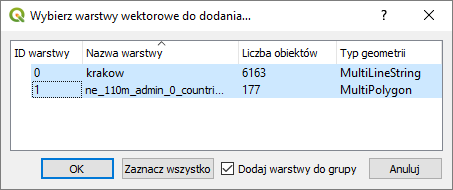 Wybierz warstwy wektorowe do dodania...
ID warstwy Nazwa warstwy Liczba obiektów Typ geometrii
0 krakow 6163 MultiLineString
1 ne_110m_admin_0_countri... 177 MultiPolygon
OK Zaznacz wszystko Dodaj warstwy do grupy Anuluj